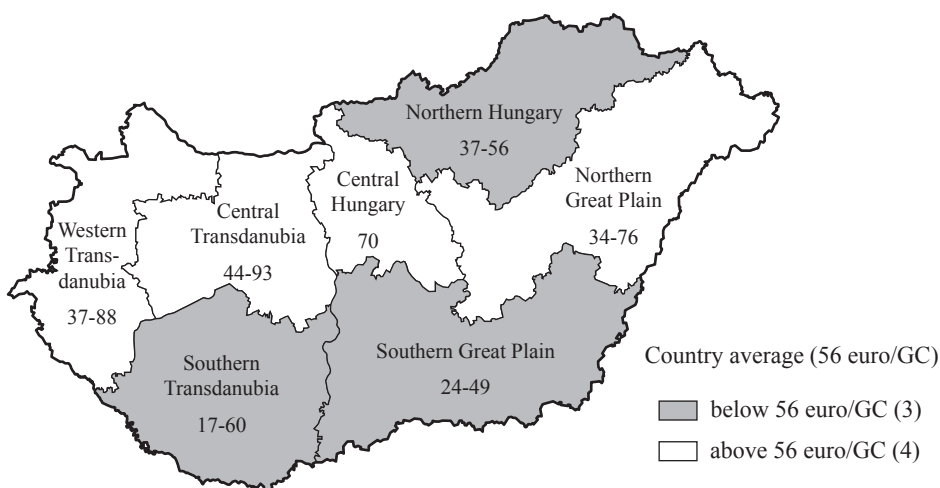 Northern Hungary
37-56
Northern
Great Plain
34-76
Central
Hungary
70
Central
Transdanubia
44-93
Western
Trans-
danubia
37-88
Southern
Transdanubia
17-60
Southern Great Plain
24-49
Country average (56 euro/GC)
below 56 euro/GC (3)
above 56 euro/GC (4)